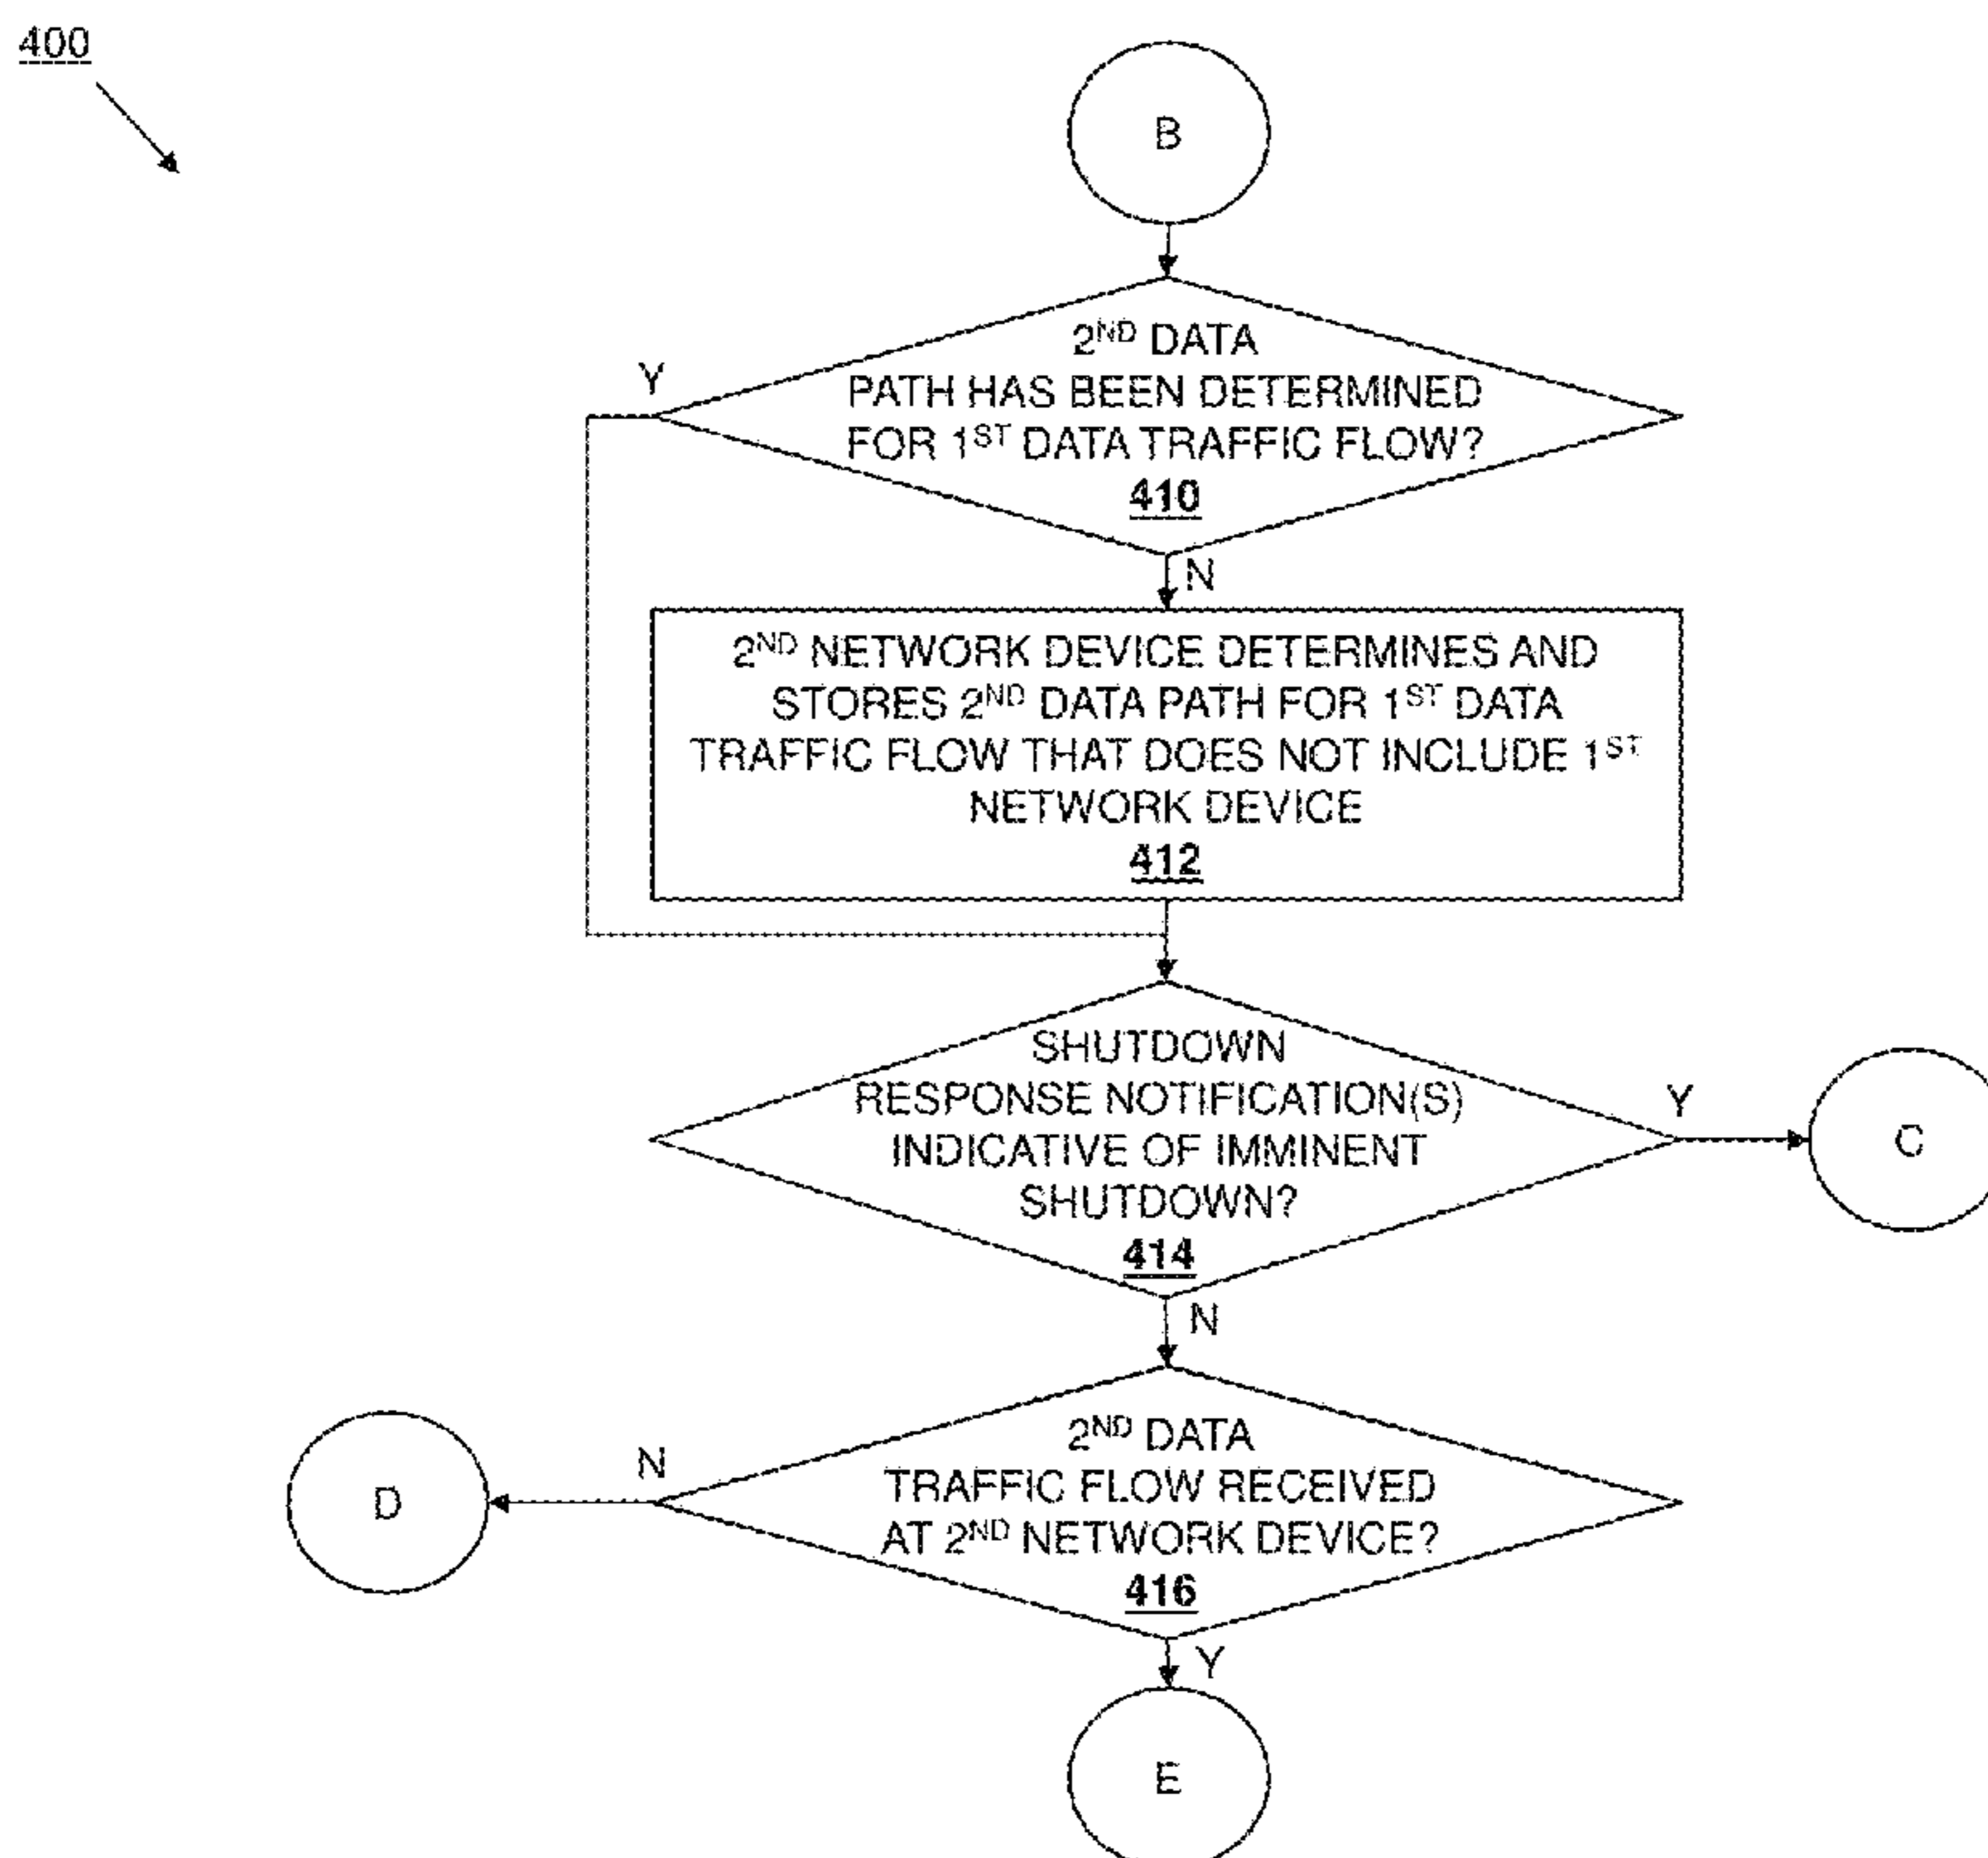 400
B
2ND DATA
PATH HAS BEEN DETERMINED
FOR 1ST DATA TRAFFIC FLOW?
410
Y
N
2ND NETWORK DEVICE DETERMINES AND
STORES 2ND DATA PATH FOR 1ST DATA
TRAFFIC FLOW THAT DOES NOT INCLUDE 1ST
NETWORK DEVICE
412
SHUTDOWN
RESPONSE NOTIFICATION(S)
INDICATIVE OF IMMINENT
SHUTDOWN?
414
Y
C
N
2ND DATA
TRAFFIC FLOW RECEIVED
AT 2ND NETWORK DEVICE?
416
N
D
Y
E